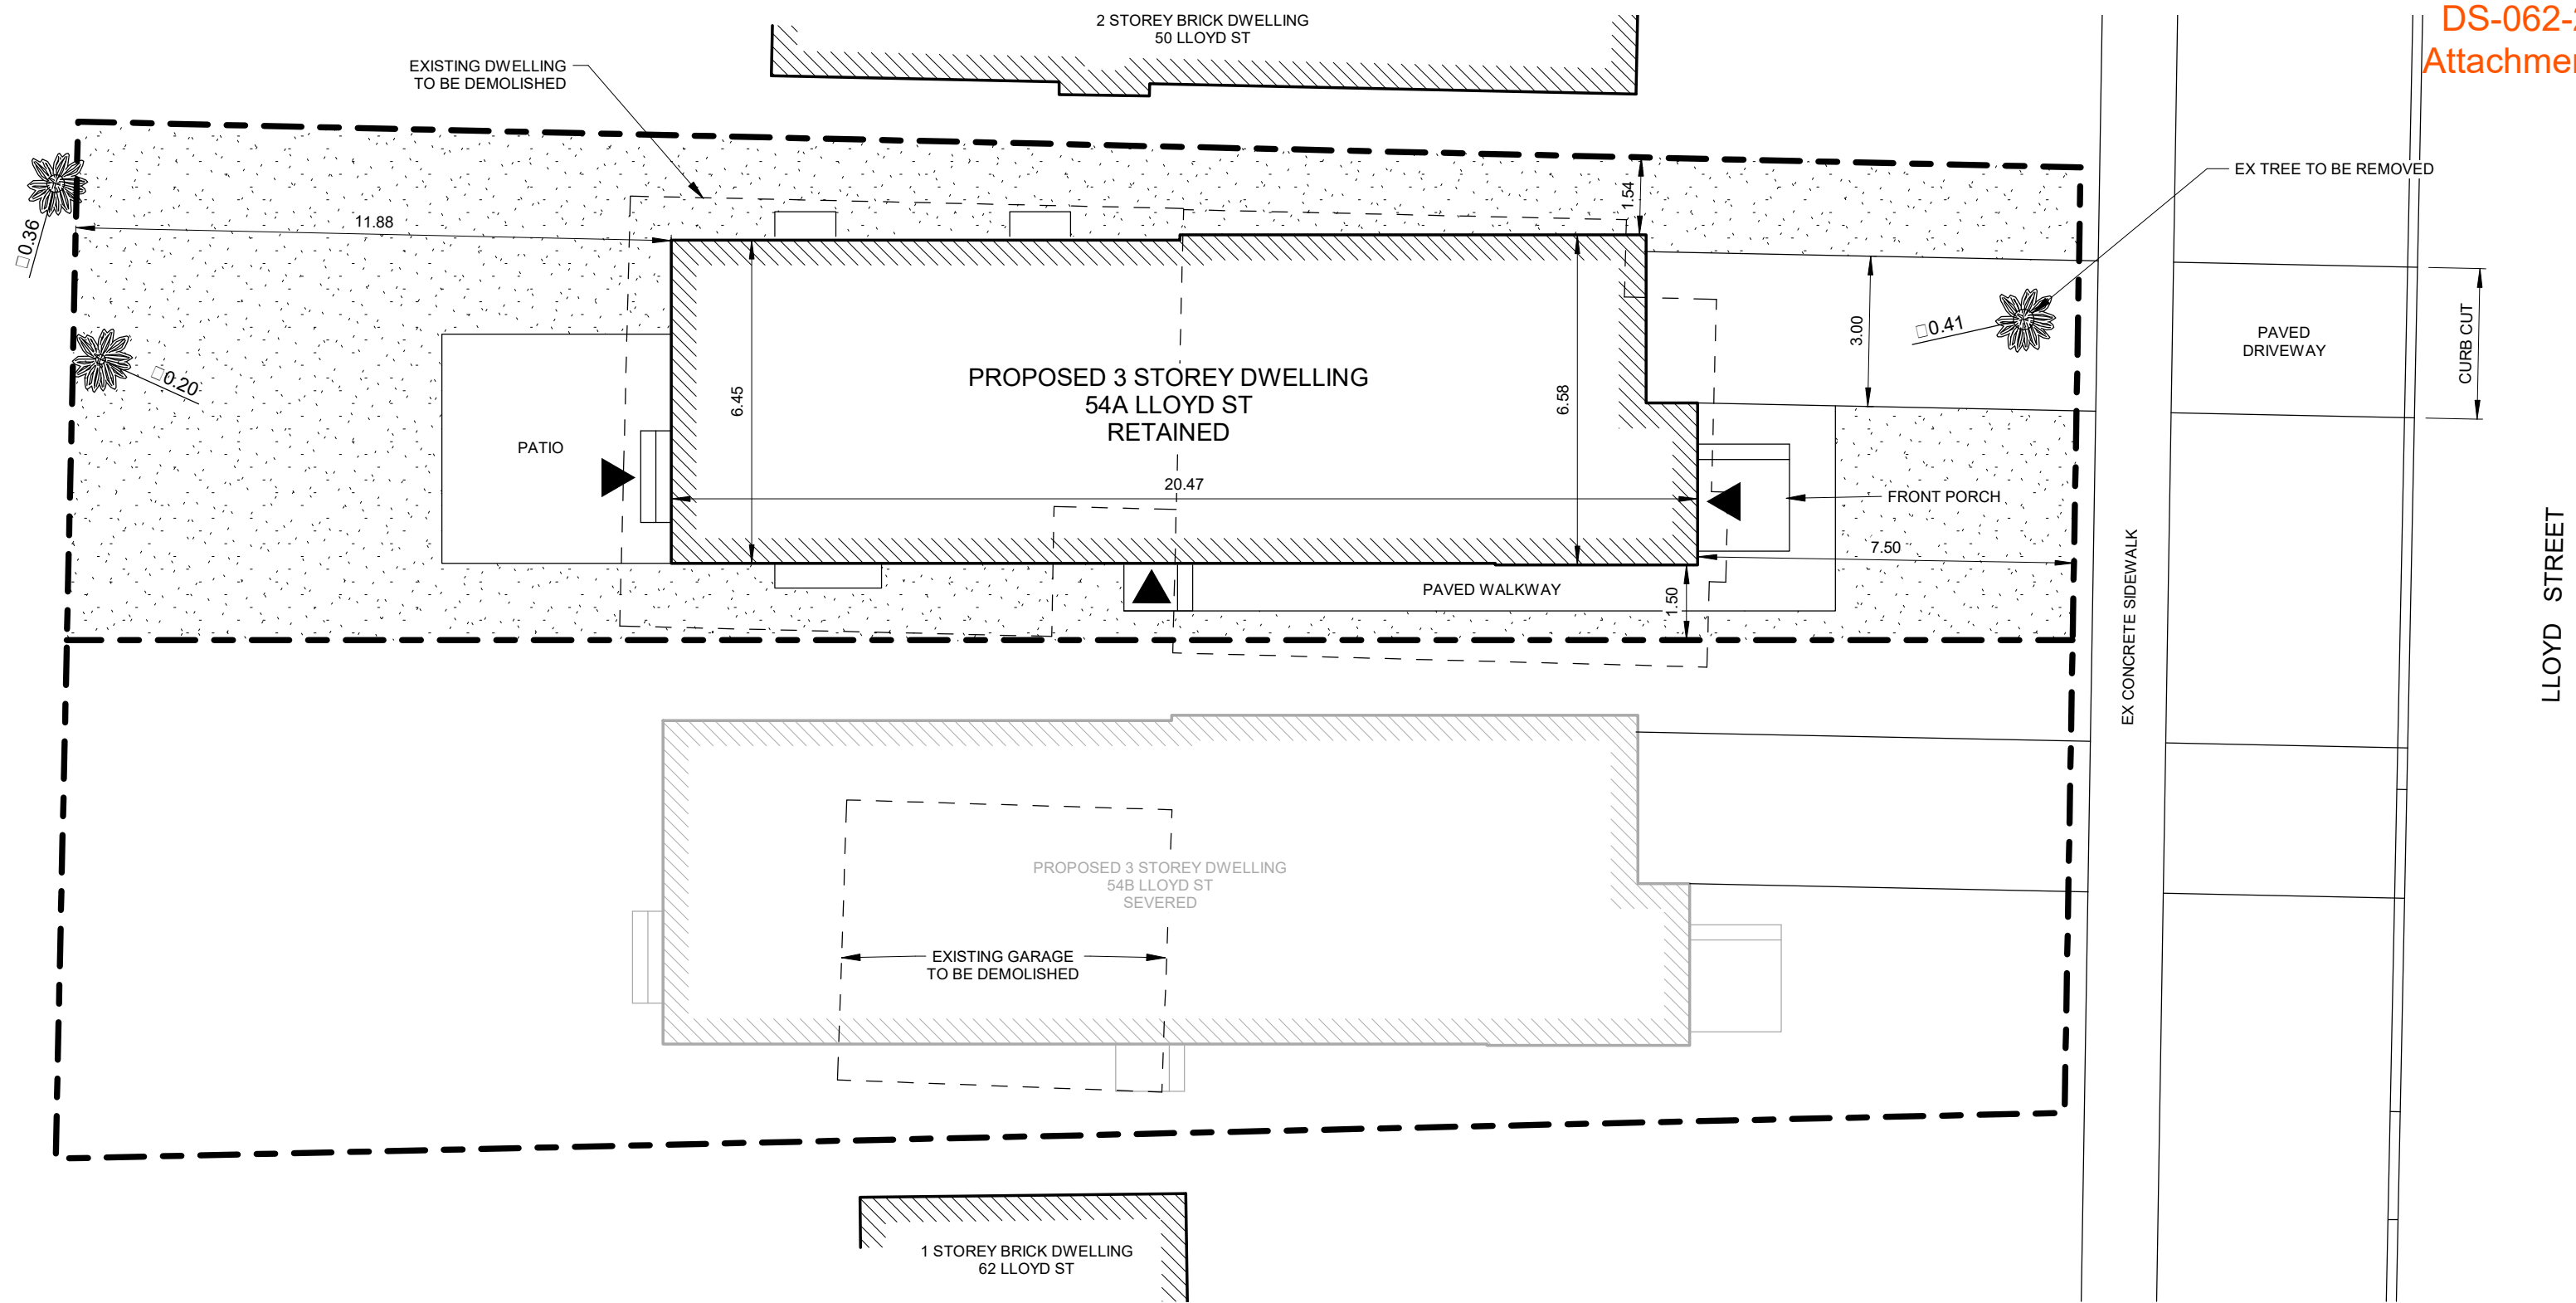 DS-062-2
Attachmen
2 STOREY BRICK DWELLING
50 LLOYD ST
EXISTING DWELLING
TO BE DEMOLISHED
EX TREE TO BE REMOVED
1.54
11.88
□0.36
□0.20
□0.41
3.00
PAVED
DRIVEWAY
CURB CUT
PROPOSED 3 STOREY DWELLING
54A LLOYD ST
RETAINED
6.45
6.58
PATIO
20.47
FRONT PORCH
7.50
PAVED WALKWAY
1.50
EX CONCRETE SIDEWALK
LLOYD STREET
PROPOSED 3 STOREY DWELLING
54B LLOYD ST
SEVERED
EXISTING GARAGE
TO BE DEMOLISHED
1 STOREY BRICK DWELLING
62 LLOYD ST